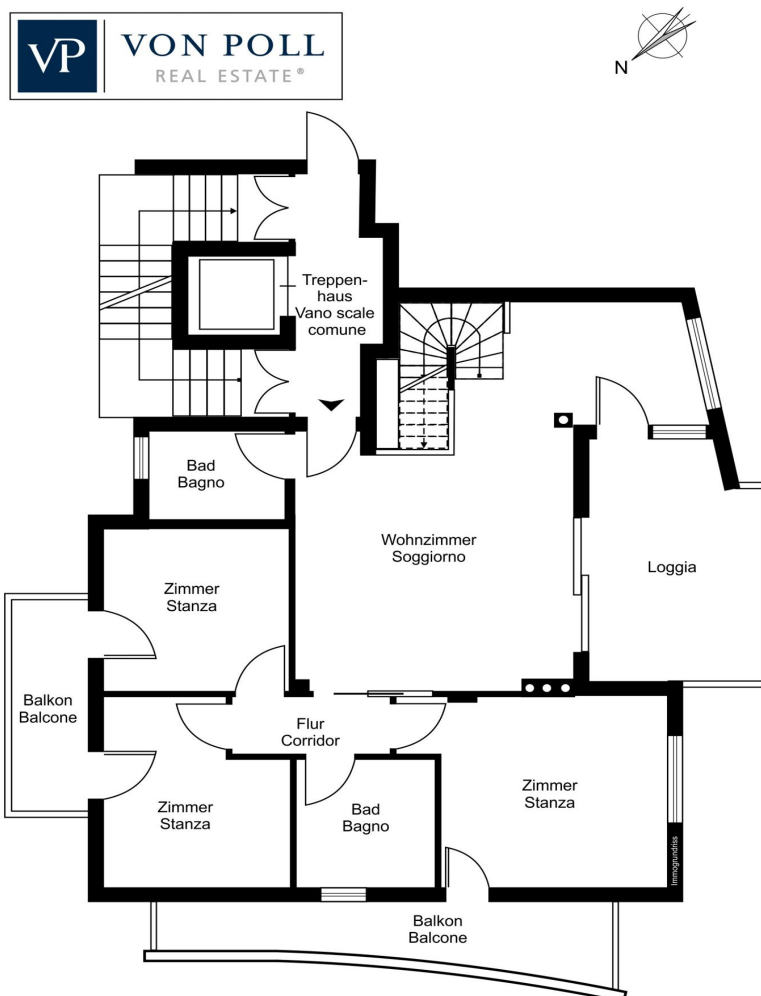 VP VON POLL
REAL ESTATE®
N
Treppen-
haus
Vano scale
comune
Bad
Bagno
Wohnzimmer
Soggiorno
Loggia
Zimmer
Stanza
Balkon
Balcone
Flur
Corridor
Zimmer
Stanza
Zimmer
Stanza
Bad
Bagno
Immogrundriss
Balkon
Balcone